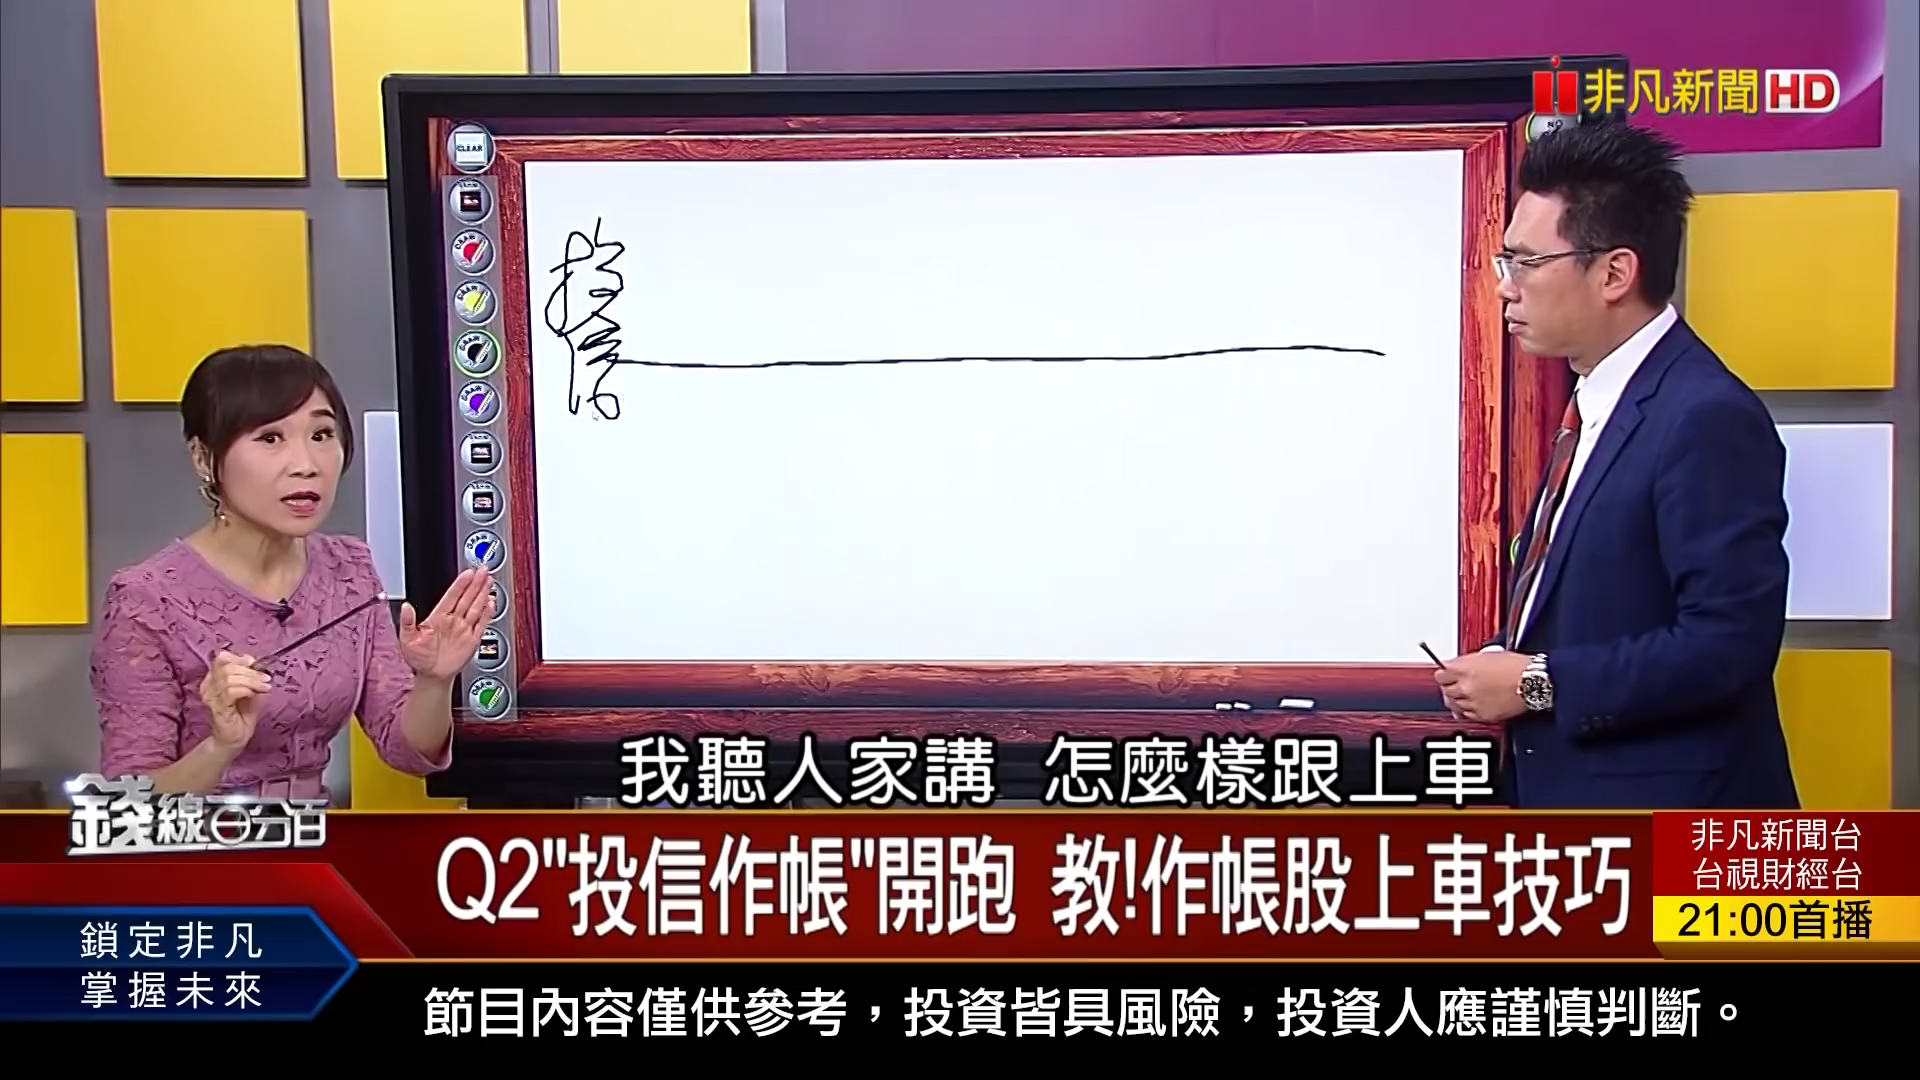 非凡新聞HD
CLEAR
投信
我聽人家講 怎麼樣跟上車
錢線百分百
Q2"投信作帳"開跑 教!作帳股上車技巧
非凡新聞台
台視財經台
21:00首播
鎖定非凡
掌握未來
節目內容僅供參考，投資皆具風險，投資人應謹慎判斷。